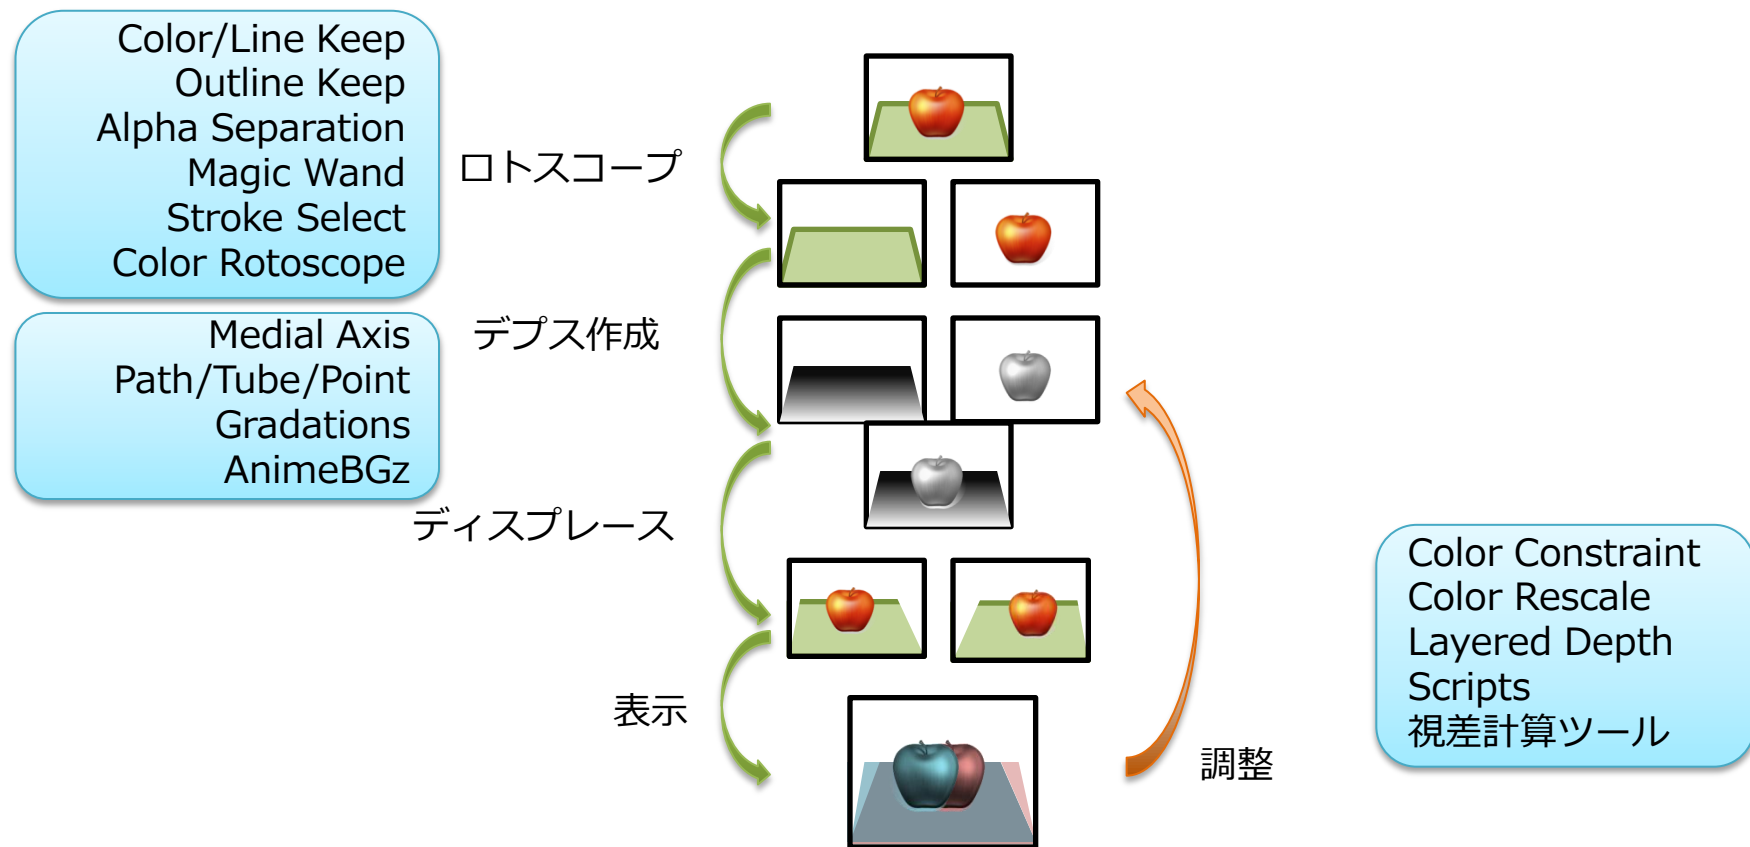 Color/Line Keep
Outline Keep
Alpha Separation
Magic Wand
Stroke Select
Color Rotoscope
ロトスコープ
Medial Axis
Path/Tube/Point
Gradations
AnimeBGz
デプス作成
ディスプレース
表示
調整
Color Constraint
Color Rescale
Layered Depth
Scripts
視差計算ツール